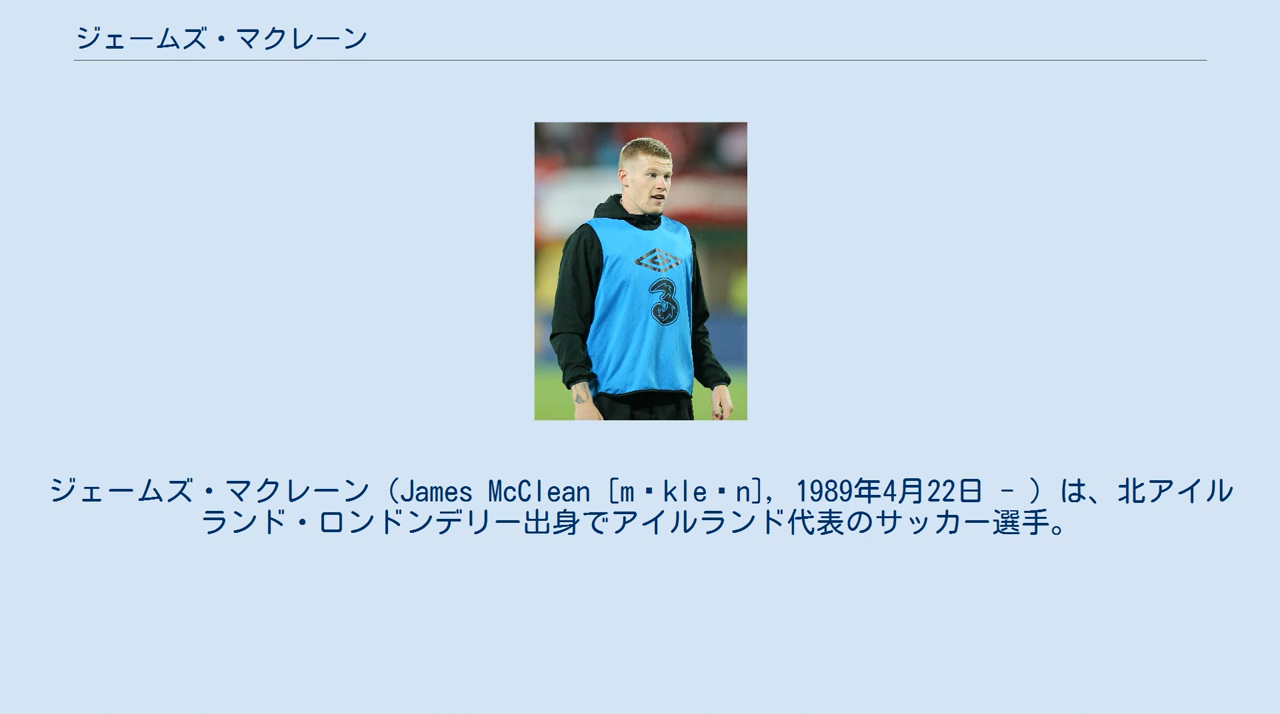 ジェームズ・マクレーン
3
ジェームズ・マクレーン（James McClean [m·kle·n], 1989年4月22日 - ）は、北アイル
ランド・ロンドンデリー出身でアイルランド代表のサッカー選手。